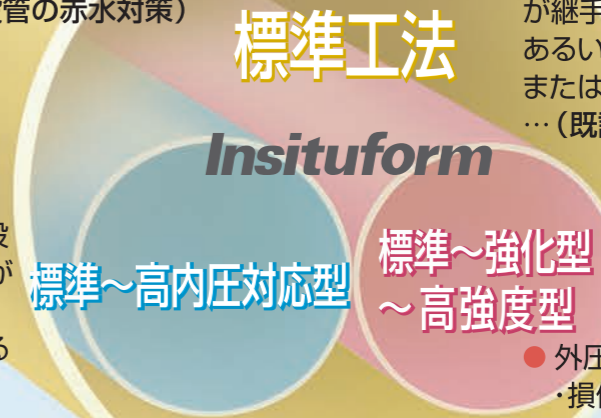 管の赤水対策）
標準工法
が継手
あるい
または
…（既
Insituform
が
標準～高内圧対応型
る
標準～強化型
～高強度型
● 外圧
・損